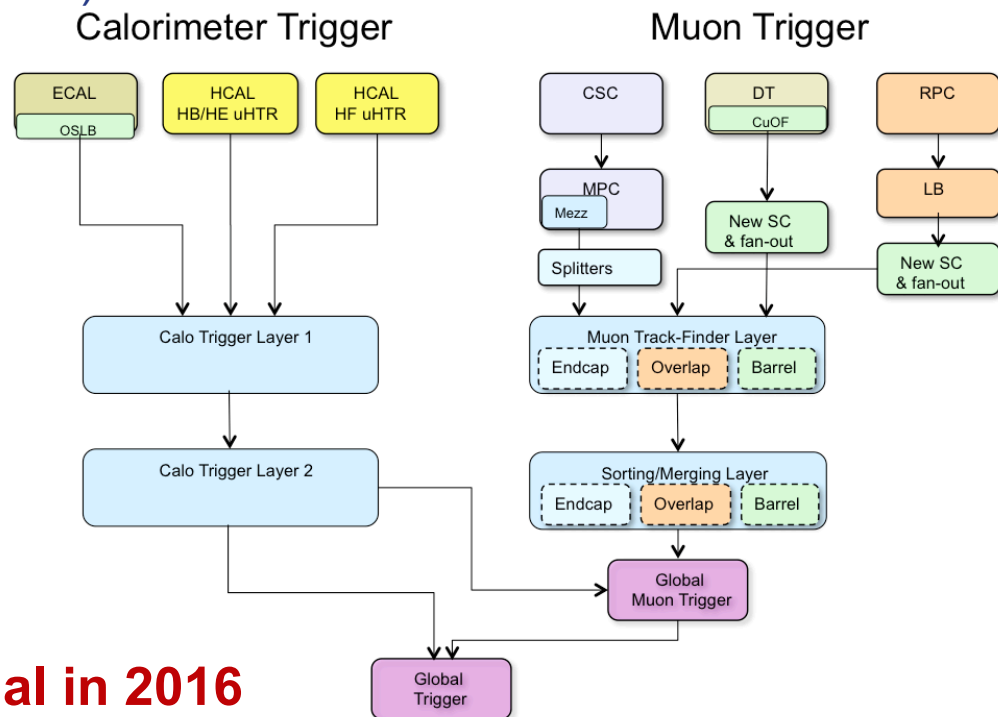 Calorimeter Trigger
Muon Trigger
ECAL
OSLB
HCAL
HB/HE uHTR
HCAL
HF uHTR
CSC
DT
CuOF
RPC
MPC
Mezz
LB
New SC
& fan-out
Splitters
New SC
& fan-out
Calo Trigger Layer 1
Muon Track-Finder Layer
Endcap
Overlap
Barrel
Calo Trigger Layer 2
Sorting/Merging Layer
Endcap
Overlap
Barrel
Global
Muon Trigger
Global
Trigger
al in 2016